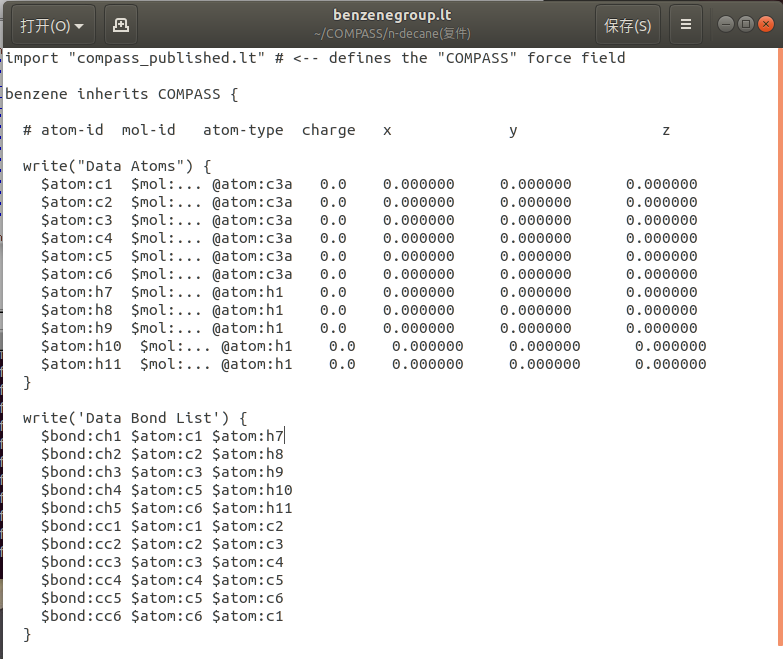 打开(O)
benzenegroup.lt
~/COMPASS/n-decane(复件)
保存(S)
import "compass_published.lt" # <-- defines the "COMPASS" force field
benzene inherits COMPASS {
# atom-id mol-id atom-type charge x y z
write("Data Atoms") {
$atom:c1 $mol:... @atom:c3a 0.0 0.000000 0.000000 0.000000
$atom:c2 $mol:... @atom:c3a 0.0 0.000000 0.000000 0.000000
$atom:c3 $mol:... @atom:c3a 0.0 0.000000 0.000000 0.000000
$atom:c4 $mol:... @atom:c3a 0.0 0.000000 0.000000 0.000000
$atom:c5 $mol:... @atom:c3a 0.0 0.000000 0.000000 0.000000
$atom:c6 $mol:... @atom:c3a 0.0 0.000000 0.000000 0.000000
$atom:h7 $mol:... @atom:h1 0.0 0.000000 0.000000 0.000000
$atom:h8 $mol:... @atom:h1 0.0 0.000000 0.000000 0.000000
$atom:h9 $mol:... @atom:h1 0.0 0.000000 0.000000 0.000000
$atom:h10 $mol:... @atom:h1 0.0 0.000000 0.000000 0.000000
$atom:h11 $mol:... @atom:h1 0.0 0.000000 0.000000 0.000000
}
write('Data Bond List') {
$bond:ch1 $atom:c1 $atom:h7
$bond:ch2 $atom:c2 $atom:h8
$bond:ch3 $atom:c3 $atom:h9
$bond:ch4 $atom:c5 $atom:h10
$bond:ch5 $atom:c6 $atom:h11
$bond:cc1 $atom:c1 $atom:c2
$bond:cc2 $atom:c2 $atom:c3
$bond:cc3 $atom:c3 $atom:c4
$bond:cc4 $atom:c4 $atom:c5
$bond:cc5 $atom:c5 $atom:c6
$bond:cc6 $atom:c6 $atom:c1
}